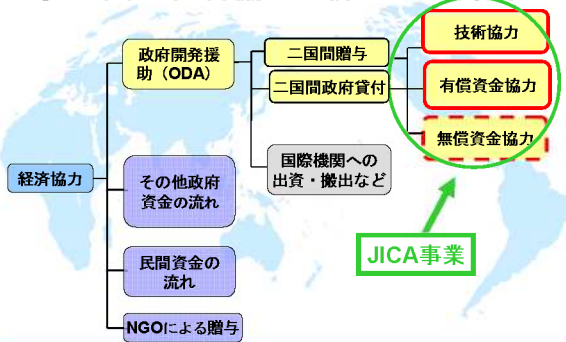 技術協力
政府開発援
助（ODA）
二国間贈与
二国間政府貸付
有償資金協力
無償資金協力
国際機関への
出資・搬出など
経済協力
その他政府
資金の流れ
JICA事業
民間資金の
流れ
NGOによる贈与